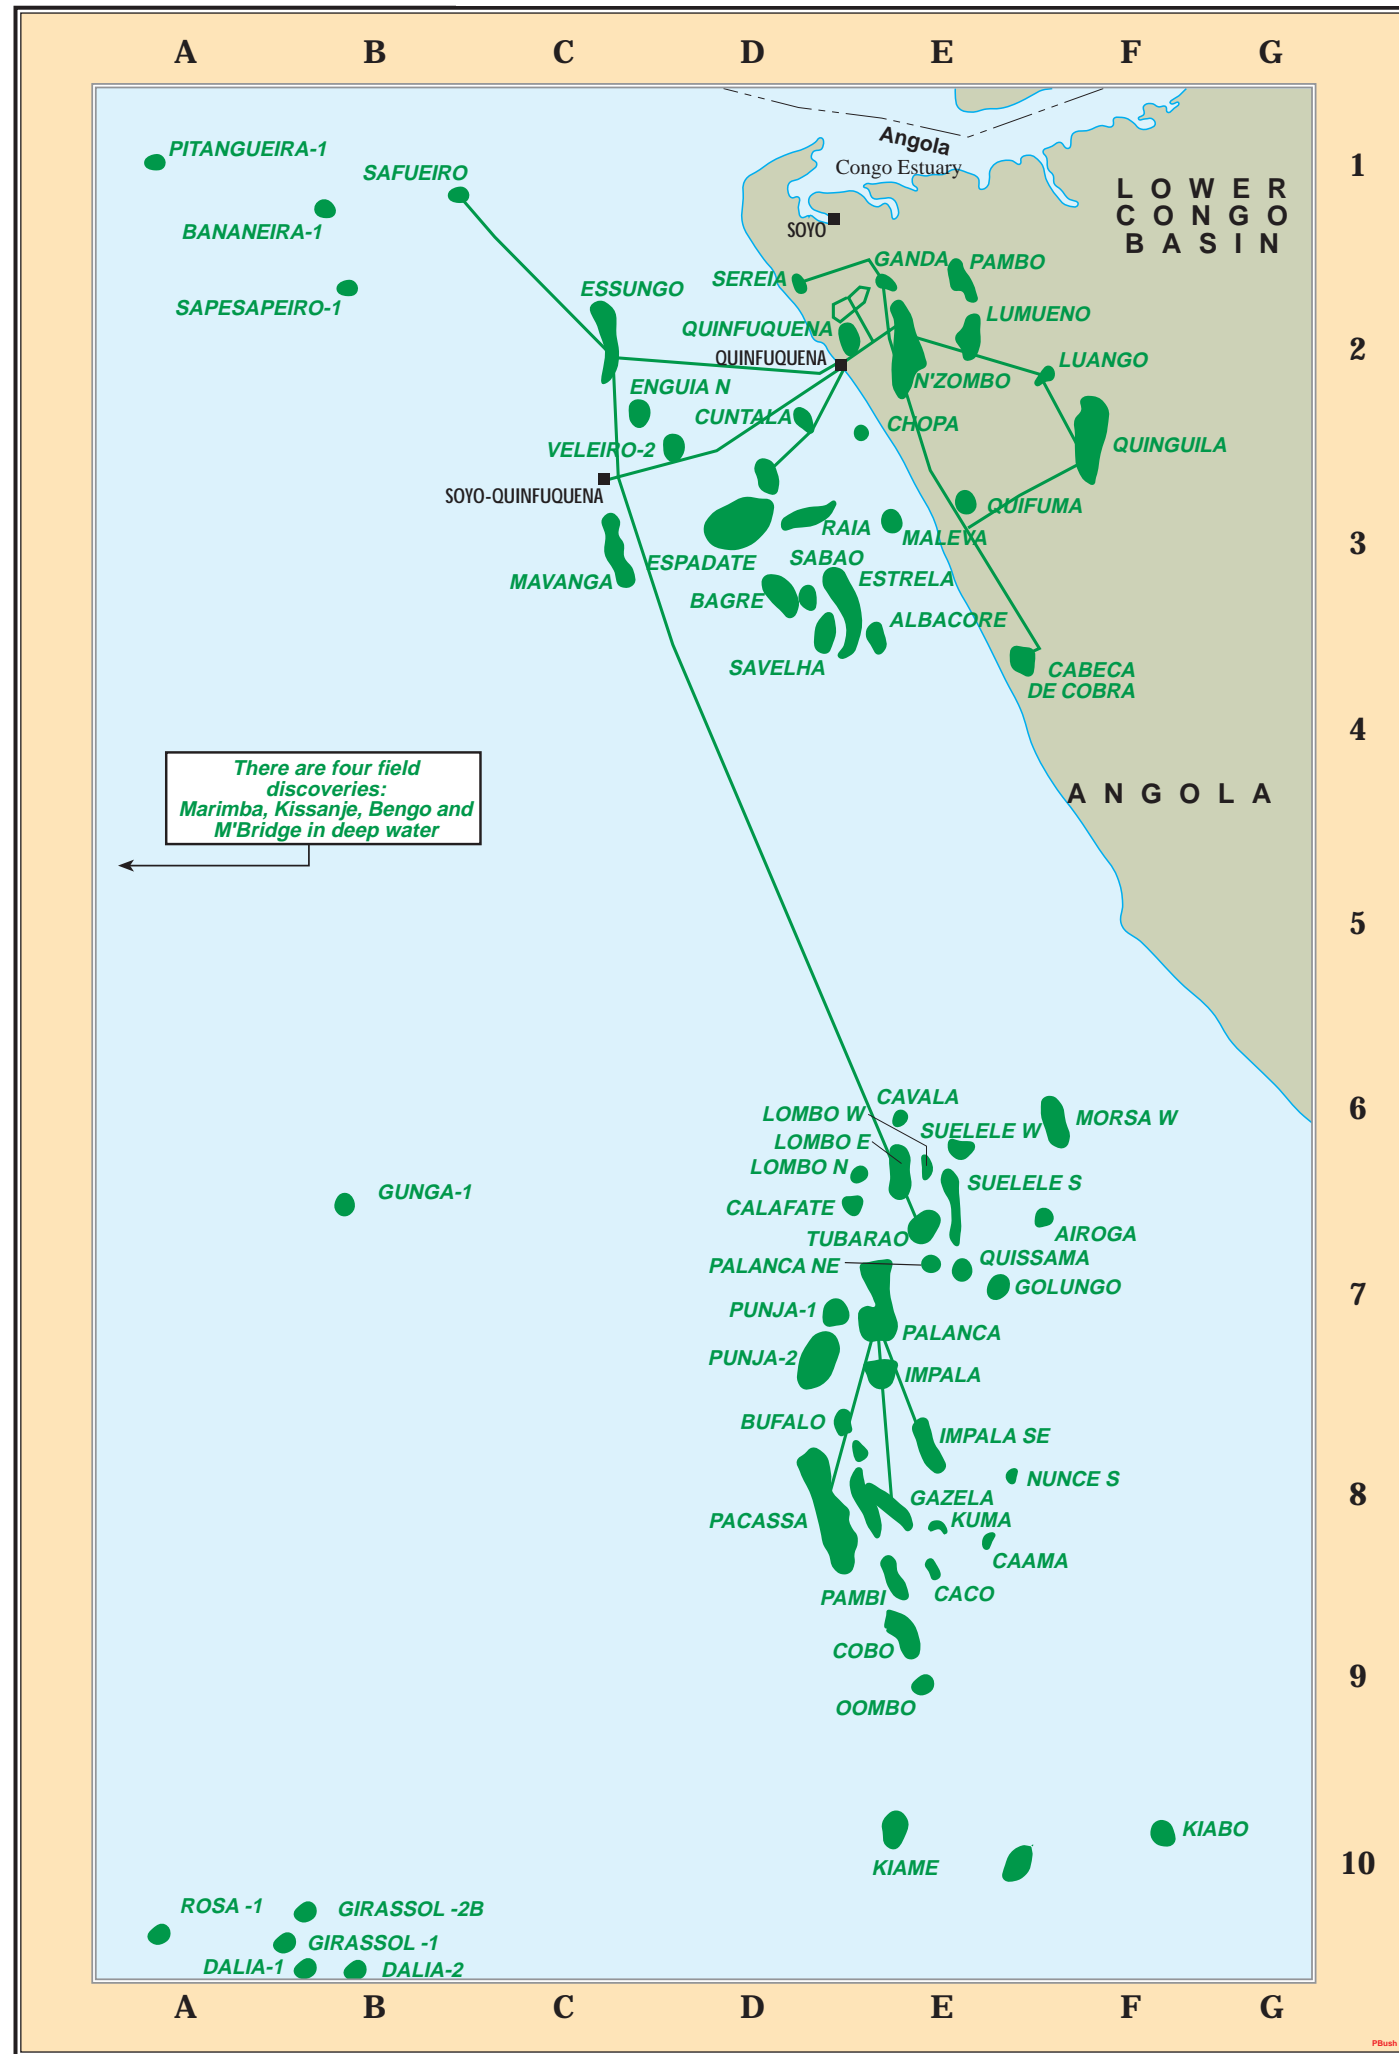 A B C D E F G
PITANGUEIRA-1
SAFUEIRO
BANANEIRA-1
SAPESAPEIRO-1
Angola
Congo Estuary
1
LOWER
CONGO
BASIN
SOYO
SEREIA
GANDA
PAMBO
ESSUNGO
LUMUENO
QUINFUQUENA
QUINFUQUENA
LUANGO
2
N'ZOMBO
ENGUIA N
CUNTALA
CHOPA
VELEIRO-2
QUINGUILA
SOYO-QUINFUQUENA
QUIFUMA
RAIA
MALEVA
3
ESPADATE
SABAO
MAVANGA
ESTRELA
BAGRE
ALBACORE
SAVELHA
CABECA
DE COBRA
4
There are four field
discoveries:
Marimba, Kissanje, Bengo and
M'Bridge in deep water
ANGOLA
5
CAVALA
LOMBO W
6
MORSA W
SUELELE W
LOMBO E
LOMBO N
SUELELE S
GUNGA-1
CALAFATE
TUBARAO
AIROGA
PALANCA NE
QUISSAMA
GOLUNGO
7
PUNJA-1
PALANCA
PUNJA-2
IMPALA
BUFALO
IMPALA SE
NUNCE S
8
GAZELA
PACASSA
KUMA
CAAMA
PAMBI
CACO
COBO
9
OOMBO
KIABO
KIAME
10
ROSA -1
GIRASSOL -2B
GIRASSOL -1
DALIA-1
DALIA-2
A B C D E F G
PBush